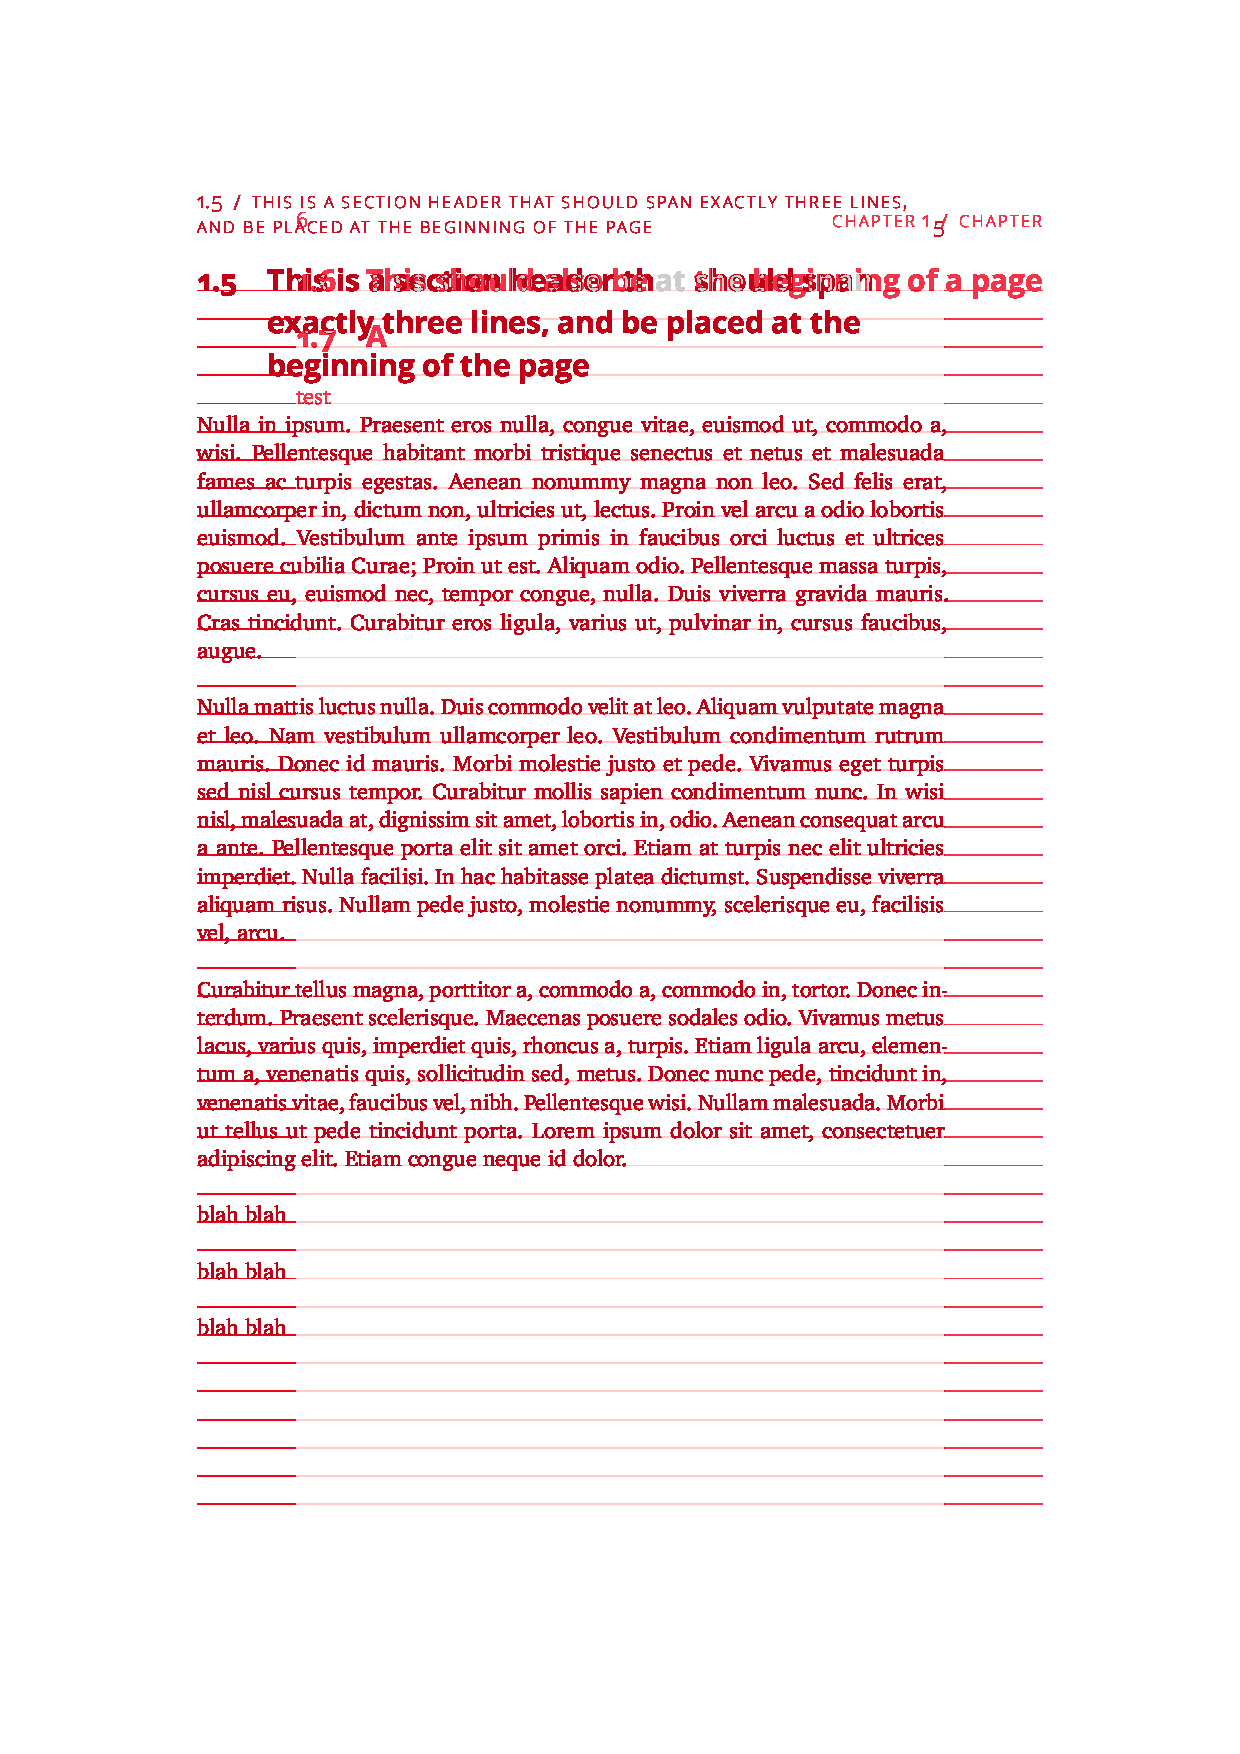 1.5 / THIS IS A SECTION HEADER THAT SHOULD SPAN EXACTLY THREE LINES,
AND BE PLACED AT THE BEGINNING OF THE PAGE
6
CHAPTER 1 / CHAPTER
5
1.5 This is a section header that should span
1.6 This should also be at the beginning of a page
exactly three lines, and be placed at the
1.7 A
beginning of the page
test
Nulla in ipsum. Praesent eros nulla, congue vitae, euismod ut, commodo a,
wisi. Pellentesque habitant morbi tristique senectus et netus et malesuada
fames ac turpis egestas. Aenean nonummy magna non leo. Sed felis erat,
ullamcorper in, dictum non, ultricies ut, lectus. Proin vel arcu a odio lobortis
euismod. Vestibulum ante ipsum primis in faucibus orci luctus et ultrices
posuere cubilia Curae; Proin ut est. Aliquam odio. Pellentesque massa turpis,
cursus eu, euismod nec, tempor congue, nulla. Duis viverra gravida mauris.
Cras tincidunt. Curabitur eros ligula, varius ut, pulvinar in, cursus faucibus,
augue.
Nulla mattis luctus nulla. Duis commodo velit at leo. Aliquam vulputate magna
et leo. Nam vestibulum ullamcorper leo. Vestibulum condimentum rutrum
mauris. Donec id mauris. Morbi molestie justo et pede. Vivamus eget turpis
sed nisl cursus tempor. Curabitur mollis sapien condimentum nunc. In wisi
nisl, malesuada at, dignissim sit amet, lobortis in, odio. Aenean consequat arcu
a ante. Pellentesque porta elit sit amet orci. Etiam at turpis nec elit ultricies
imperdiet. Nulla facilisi. In hac habitasse platea dictumst. Suspendisse viverra
aliquam risus. Nullam pede justo, molestie nonummy, scelerisque eu, facilisis
vel, arcu.
Curabitur tellus magna, porttitor a, commodo a, commodo in, tortor. Donec in-
terdum. Praesent scelerisque. Maecenas posuere sodales odio. Vivamus metus
lacus, varius quis, imperdiet quis, rhoncus a, turpis. Etiam ligula arcu, elemen-
tum a, venenatis quis, sollicitudin sed, metus. Donec nunc pede, tincidunt in,
venenatis vitae, faucibus vel, nibh. Pellentesque wisi. Nullam malesuada. Morbi
ut tellus ut pede tincidunt porta. Lorem ipsum dolor sit amet, consectetuer
adipiscing elit. Etiam congue neque id dolor.
blah blah
blah blah
blah blah